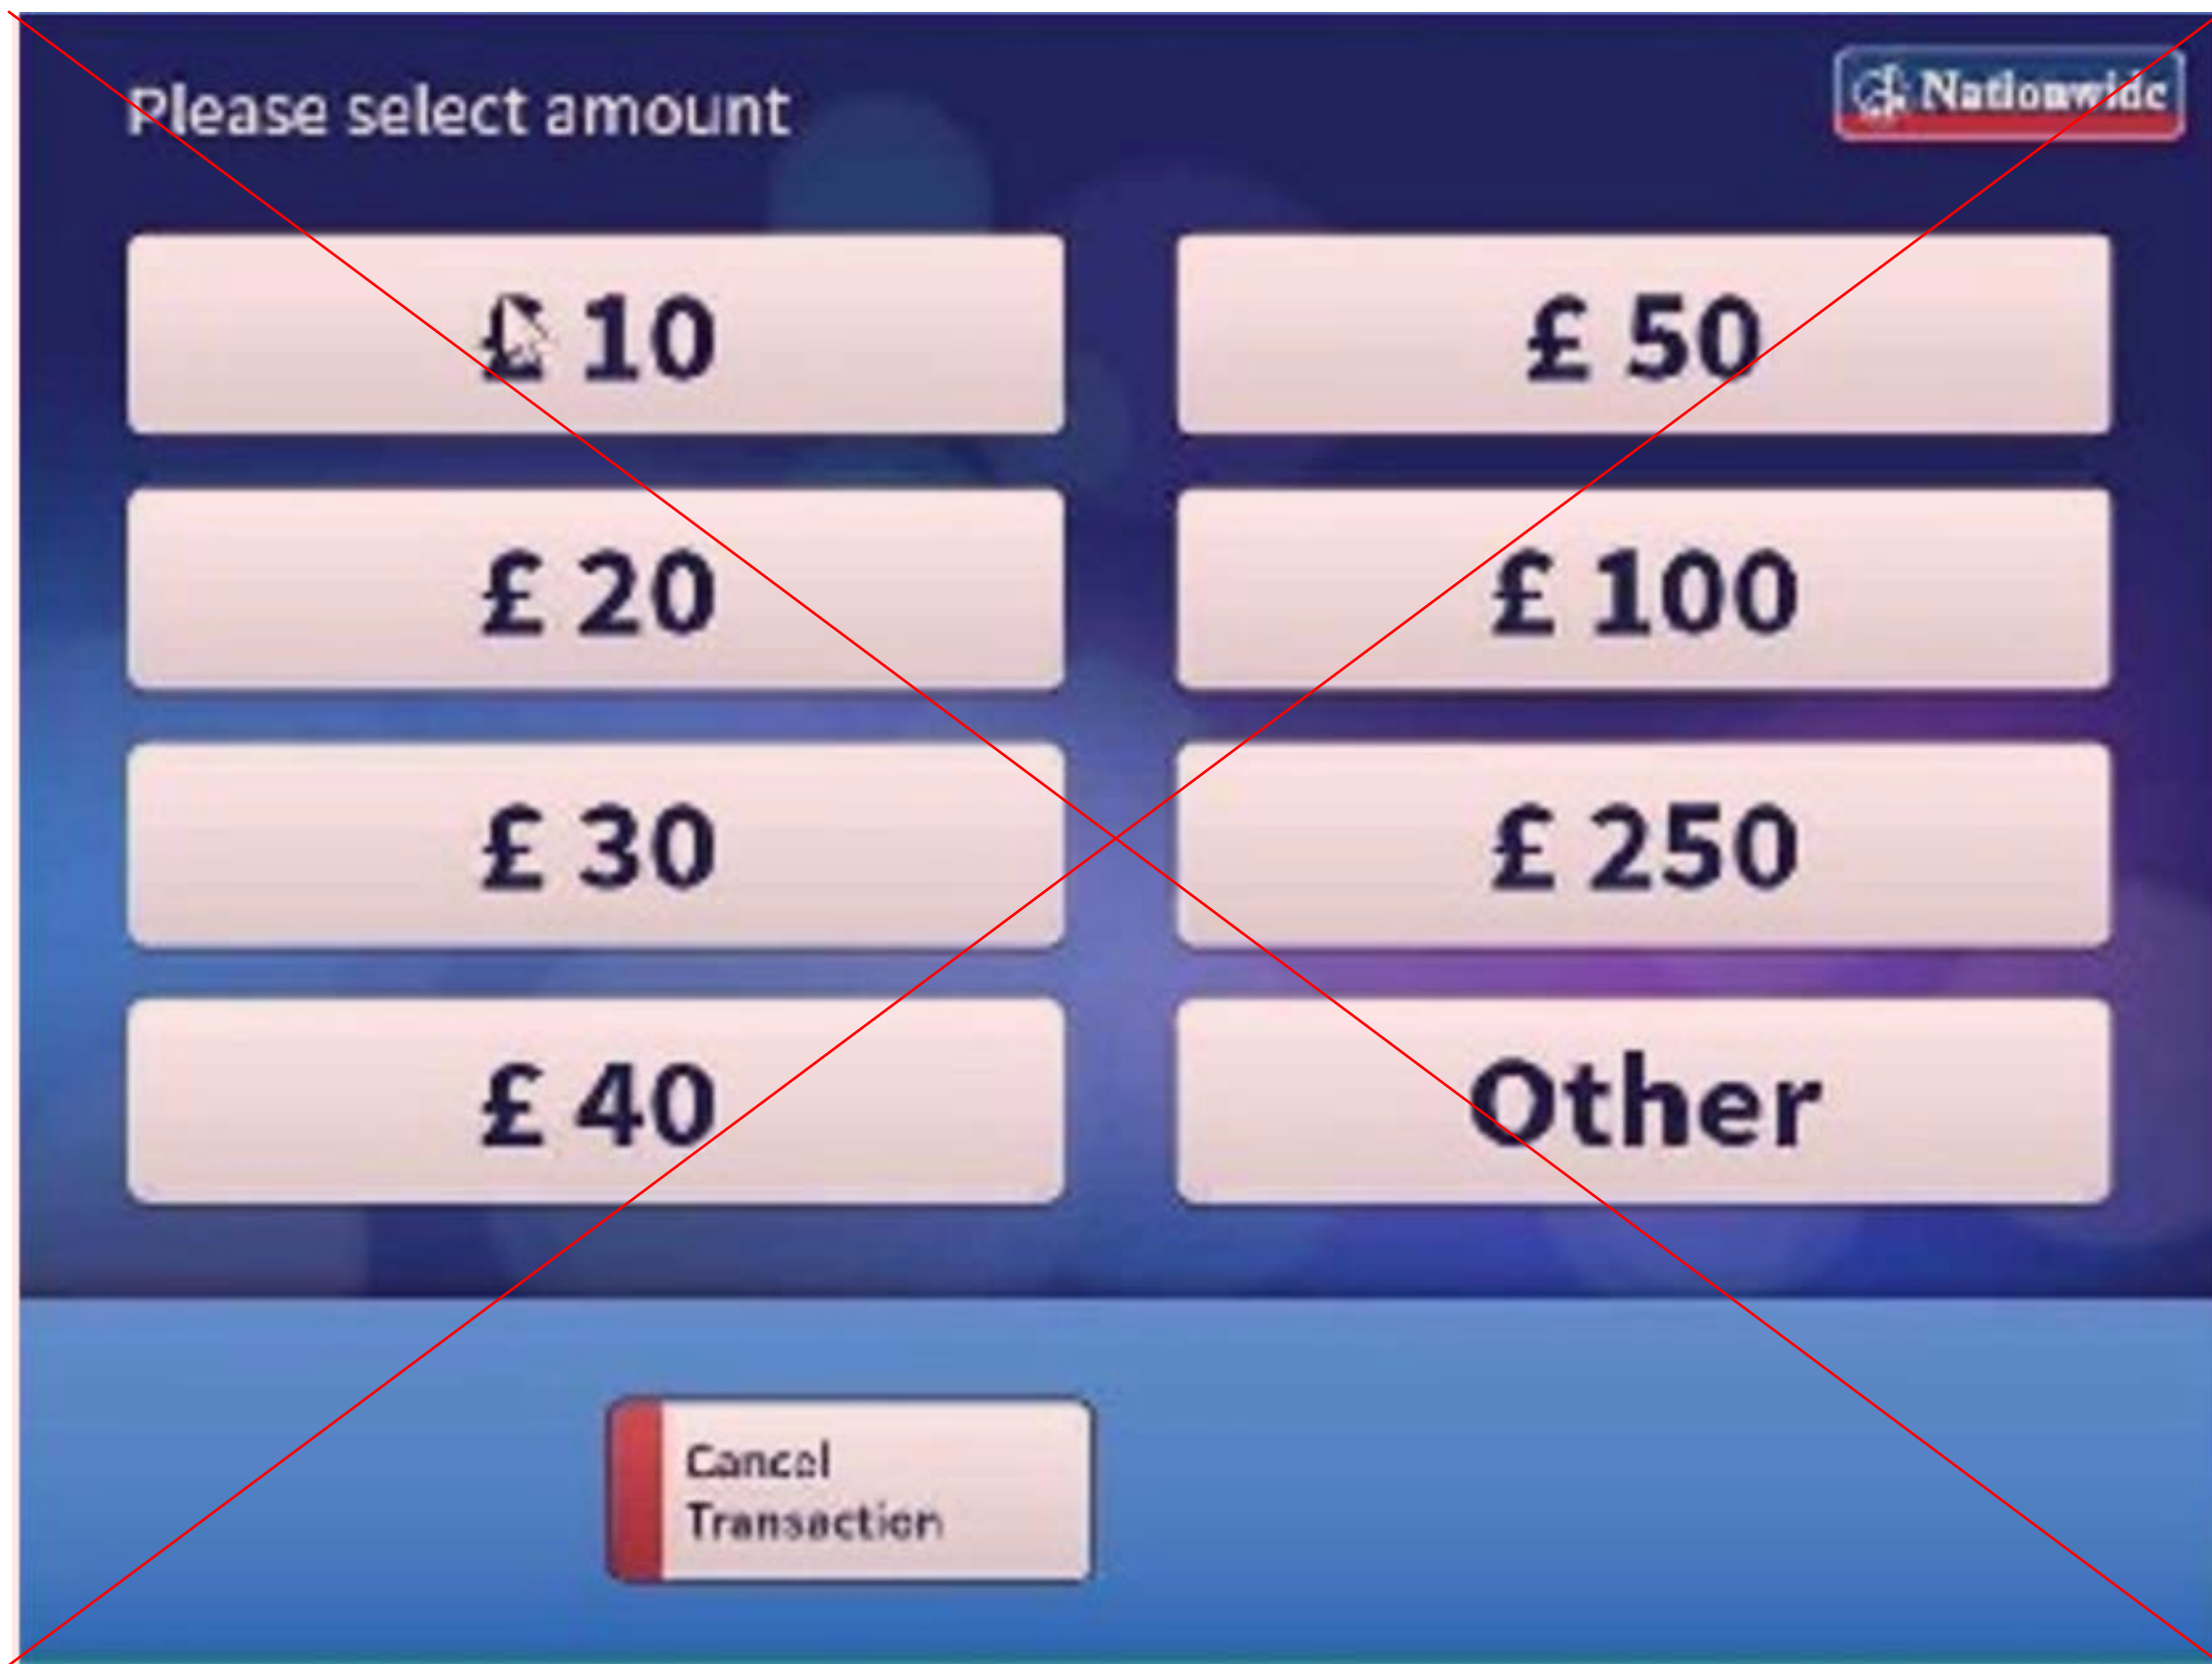 Please select amount
Nationwide
£ 10
£ 50
£ 20
£ 100
£ 30
£ 250
£ 40
Other
Cancel
Transaction